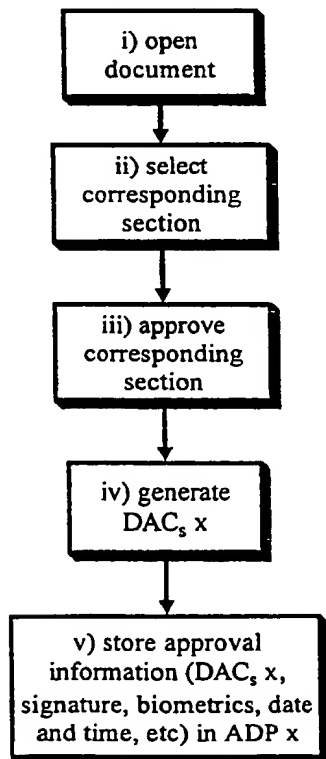 i) open
document
ii) select
corresponding
section
iii) approve
corresponding
section
iv) generate
DACₛ x
v) store approval
information (DACₛ x,
signature, biometrics, date
and time, etc) in ADP x